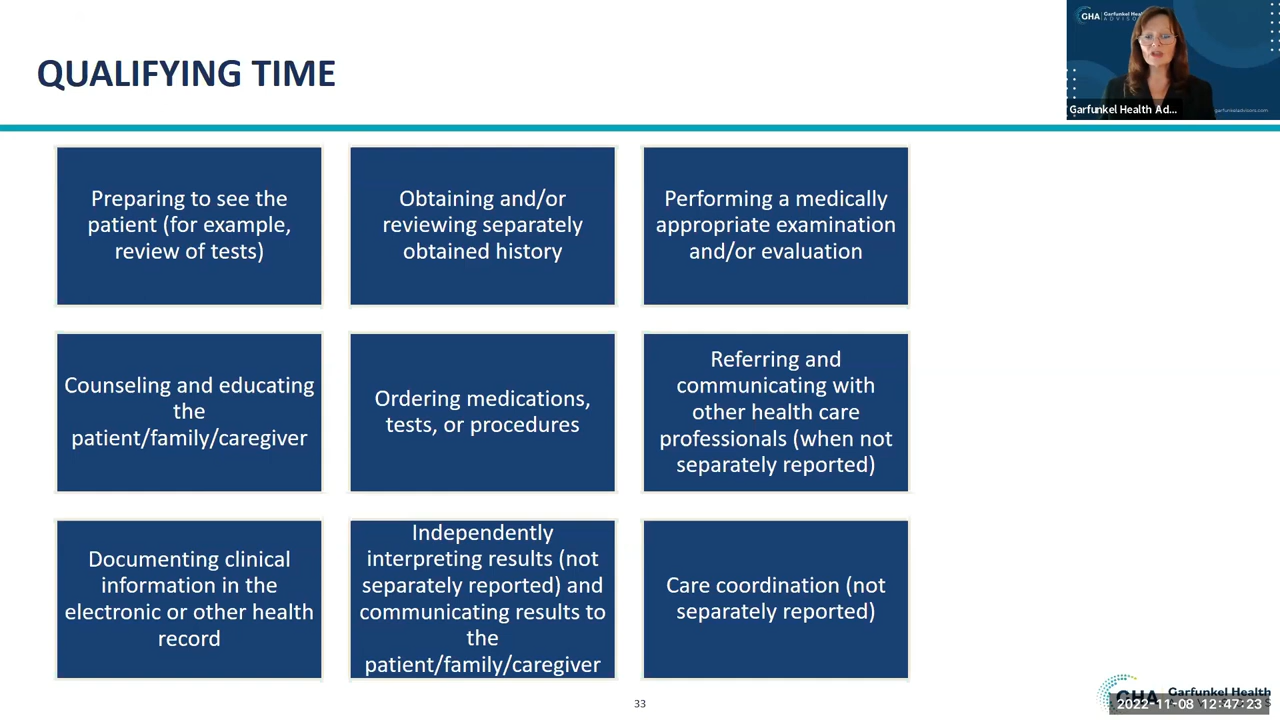 GHA Garfunkel Health
ADVISORS
QUALIFYING TIME
Garfunkel Health Ad...
garfunkeladvisors.com
Preparing to see the
patient (for example,
review of tests)
Obtaining and/or
reviewing separately
obtained history
Performing a medically
appropriate examination
and/or evaluation
Counseling and educating
the
patient/family/caregiver
Ordering medications,
tests, or procedures
Referring and
communicating with
other health care
professionals (when not
separately reported)
Documenting clinical
information in the
electronic or other health
record
Independently
interpreting results (not
separately reported) and
communicating results to
the
patient/family/caregiver
Care coordination (not
separately reported)
33
GHA Garfunkel Health
2022-11-08 12:47:23